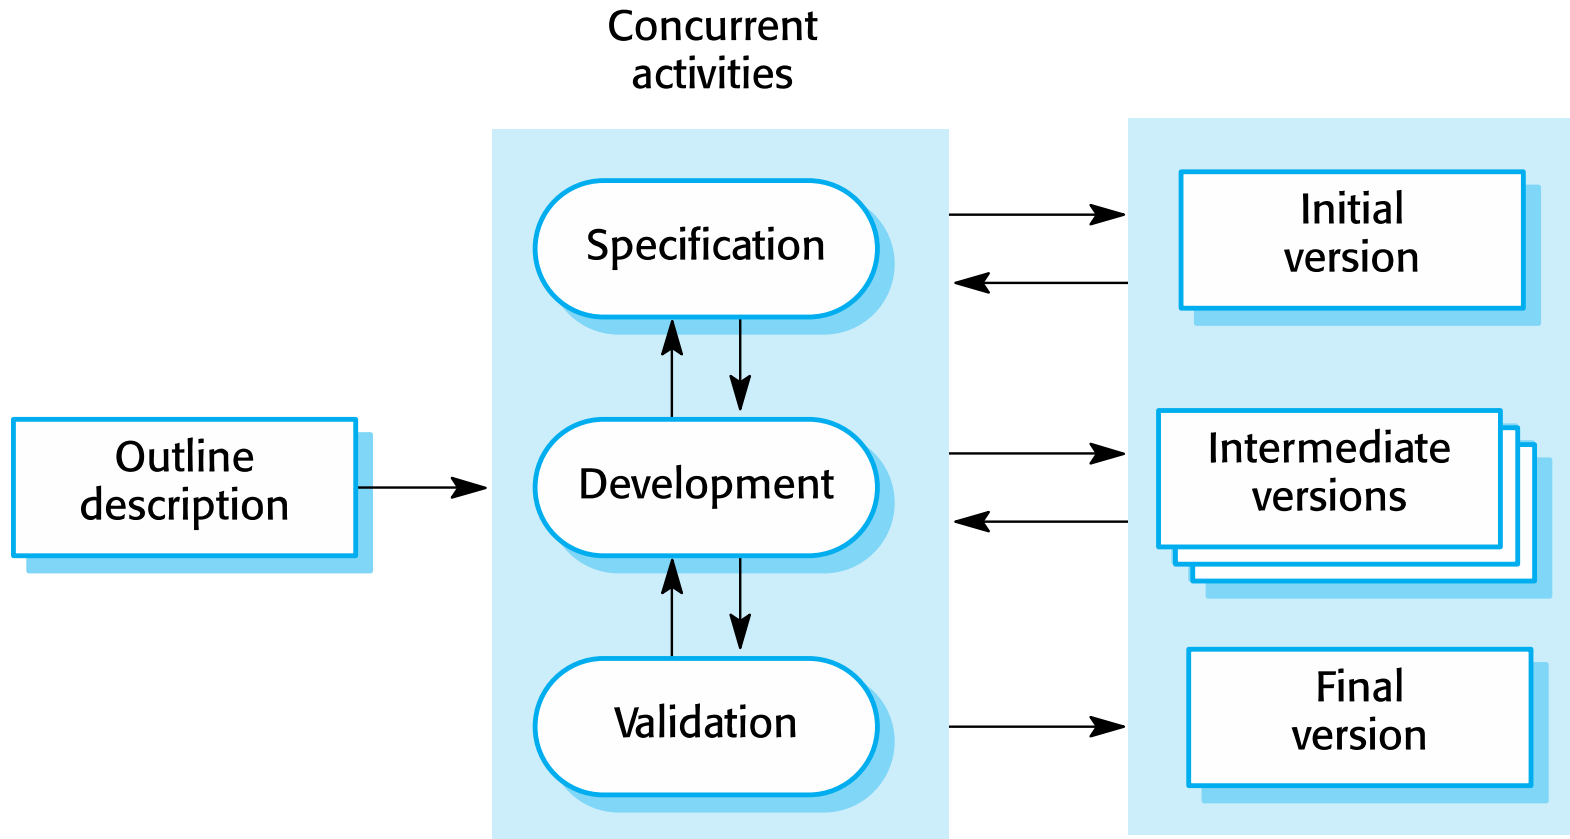 Concurrent
activities
Specification
Initial
version
Outline
description
Development
Intermediate
versions
Validation
Final
version